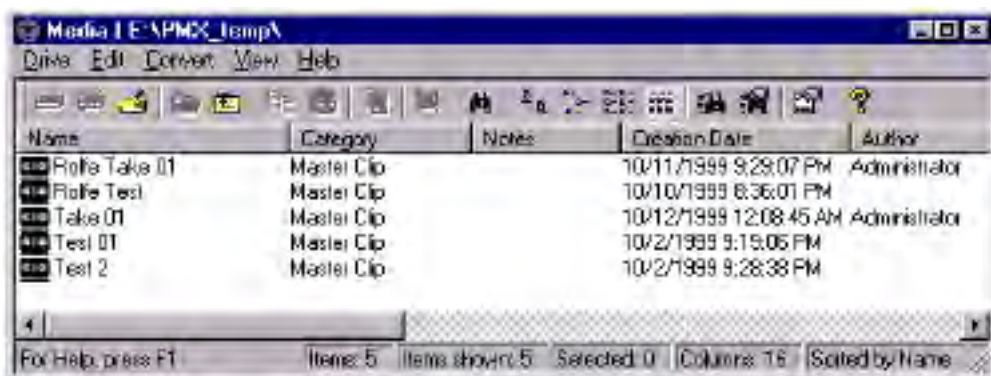 Media I E:\PMX_temp\
Drive Edit Convert View Help
Name Category Notes Creation Date Author
Rolfe Take 01 Master Clip 10/11/1999 9:29:07 PM Administrator
Rolfe Test Master Clip 10/10/1999 8:36:01 PM
Take 01 Master Clip 10/12/1999 12:08:45 AM Administrator
Test 01 Master Clip 10/2/1999 9:19:06 PM
Test 2 Master Clip 10/2/1999 9:28:38 PM
For Help, press F1 Items: 5 Items shown: 5 Selected: 0 Columns: 16 Sorted by Name